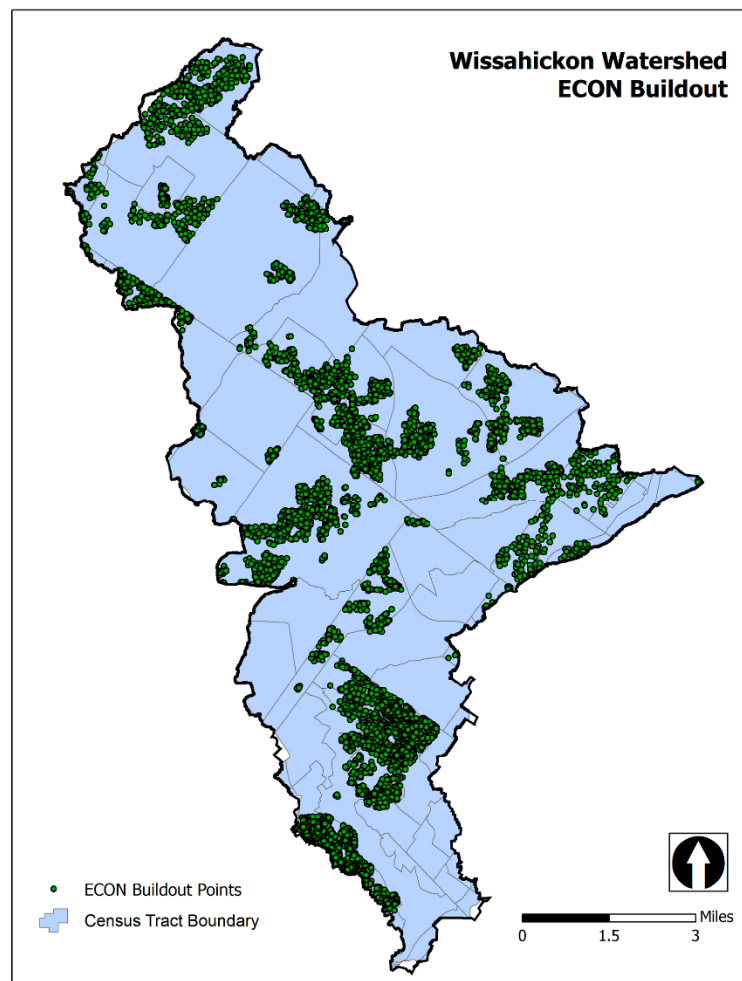 Wissahickon Watershed
ECON Buildout
ECON Buildout Points
Census Tract Boundary
Miles
0 1.5 3